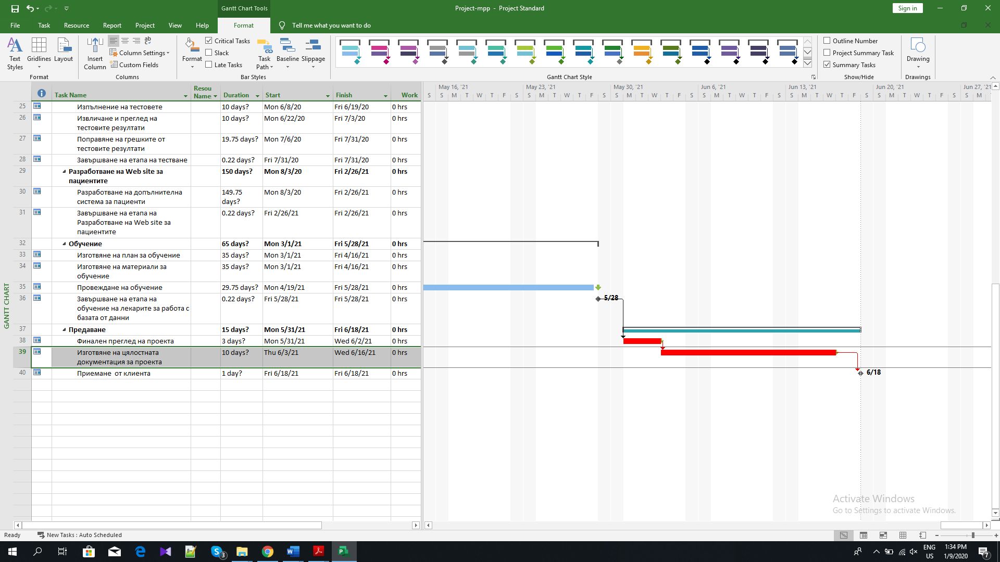 Gantt Chart Tools
Project-mpp - Project Standard
Sign in
File Task Resource Report Project View Help Format Tell me what you want to do
Text Styles
Gridlines
Layout
Format
Insert Column
Column Settings
Custom Fields
Columns
Format
Critical Tasks
Slack
Late Tasks
Task Path
Baseline
Slippage
Bar Styles
Gantt Chart Style
Outline Number
Project Summary Task
Summary Tasks
Show/Hide
Drawing
Drawings
Task Name Resou Name Duration Start Finish Work
May 16, '21 May 23, '21 May 30, '21 Jun 6, '21 Jun 13, '21 Jun 20, '21 Jun 27, '21
S S M T W T F S S M T W T F S S M T W T F S S M T W T F S S M T W T F S S M T W T F S S M
25 Изпълнение на тестовете 10 days? Mon 6/8/20 Fri 6/19/20 0 hrs
26 Извличане и преглед на 10 days? Mon 6/22/20 Fri 7/3/20 0 hrs
тестовите резултати
27 Поправяне на грешките от 19.75 days? Mon 7/6/20 Fri 7/31/20 0 hrs
тестовите резултати
28 Завършване на етапа на тестване 0.22 days? Fri 7/31/20 Fri 7/31/20 0 hrs
29 Разработване на Web site за 150 days? Mon 8/3/20 Fri 2/26/21 0 hrs
пациентите
30 Разработване на допълнителна 149.75 Mon 8/3/20 Fri 2/26/21 0 hrs
система за пациенти days?
31 Завършване на етапа на 0.22 days? Fri 2/26/21 Fri 2/26/21 0 hrs
Разработване на Web site за
пациентите
32 Обучение 65 days? Mon 3/1/21 Fri 5/28/21 0 hrs
33 Изготвяне на план за обучение 35 days? Mon 3/1/21 Fri 4/16/21 0 hrs
34 Изготвяне на материали за 35 days? Mon 3/1/21 Fri 4/16/21 0 hrs
обучение
35 Провеждане на обучение 29.75 days? Mon 4/19/21 Fri 5/28/21 0 hrs
36 Завършване на етапа на 0.22 days? Fri 5/28/21 Fri 5/28/21 0 hrs 5/28
обучение на лекарите за работа с
базата от данни
37 Предаване 15 days? Mon 5/31/21 Fri 6/18/21 0 hrs
38 Финален преглед на проекта 3 days? Mon 5/31/21 Wed 6/2/21 0 hrs
39 Изготвяне на цялостната 10 days? Thu 6/3/21 Wed 6/16/21 0 hrs
документация за проекта
40 Приемане от клиента 1 day? Fri 6/18/21 Fri 6/18/21 0 hrs 6/18
GANTT CHART
Activate Windows
Go to Settings to activate Windows.
Ready New Tasks : Auto Scheduled
3
ENG
US
1:34 PM
1/9/2020
7